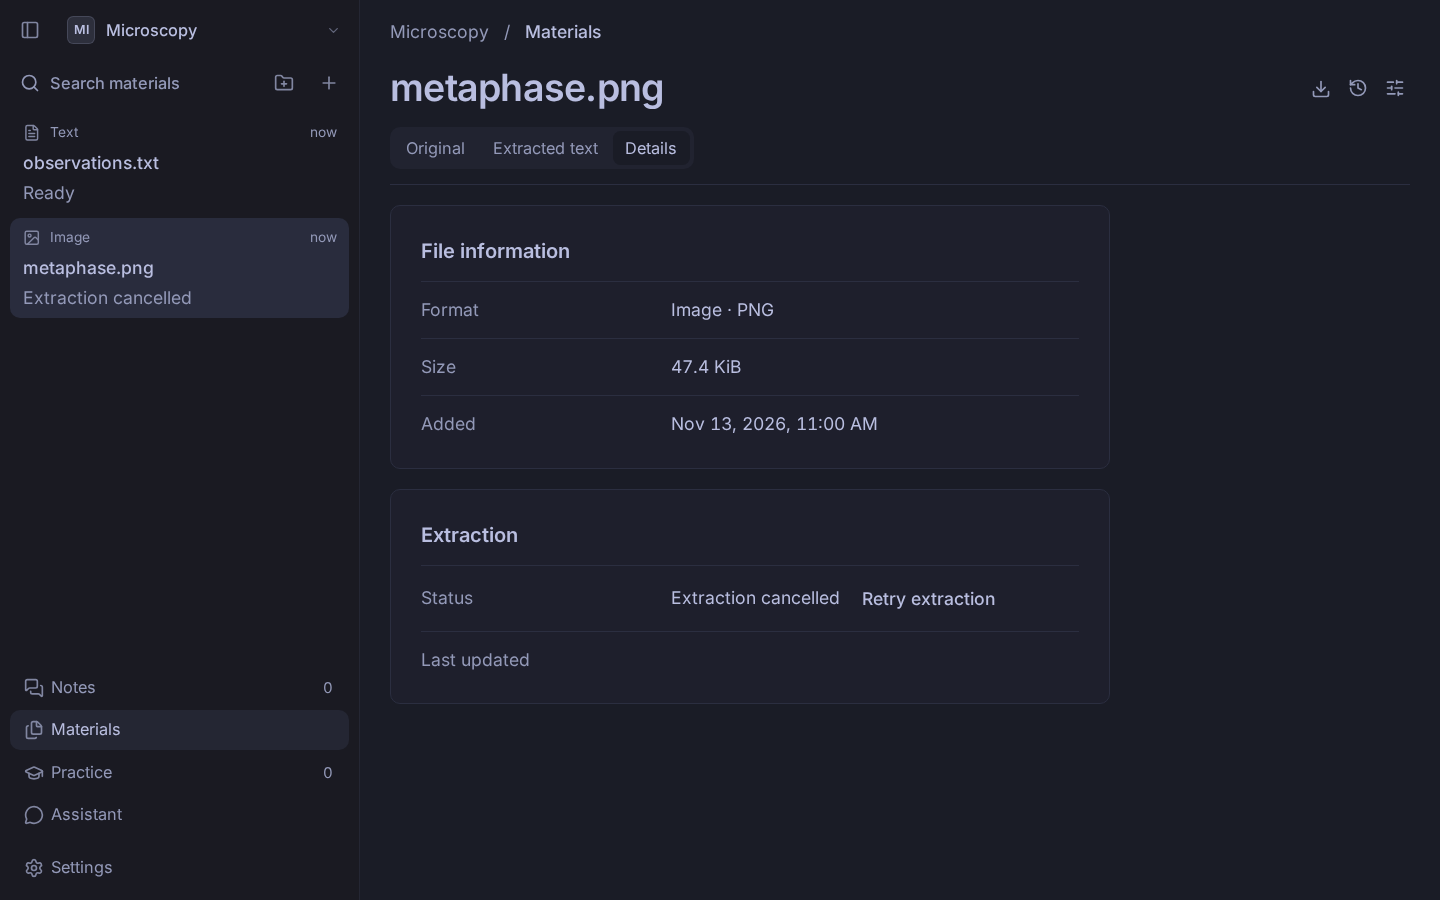 MI Microscopy
Search materials
Text now
observations.txt
Ready
Image now
metaphase.png
Extraction cancelled
Notes 0
Materials
Practice 0
Assistant
Settings
Microscopy / Materials
metaphase.png
Original Extracted text Details
File information
Format Image · PNG
Size 47.4 KiB
Added Nov 13, 2026, 11:00 AM
Extraction
Status Extraction cancelled Retry extraction
Last updated